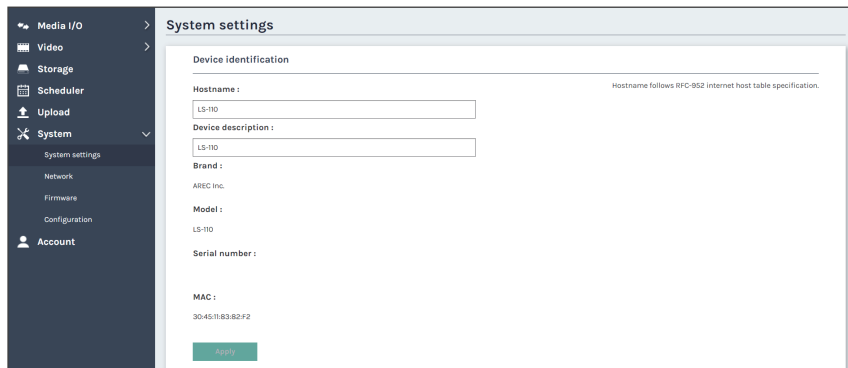 Media I/O
Video
Storage
Scheduler
Upload
System
System settings
Network
Firmware
Configuration
Account
System settings
Device identification
Hostname :
Hostname follows RFC-952 internet host table specification.
LS-110
Device description :
LS-110
Brand :
AREC Inc.
Model :
LS-110
Serial number :
MAC :
30:45:11:83:B2:F2
Apply